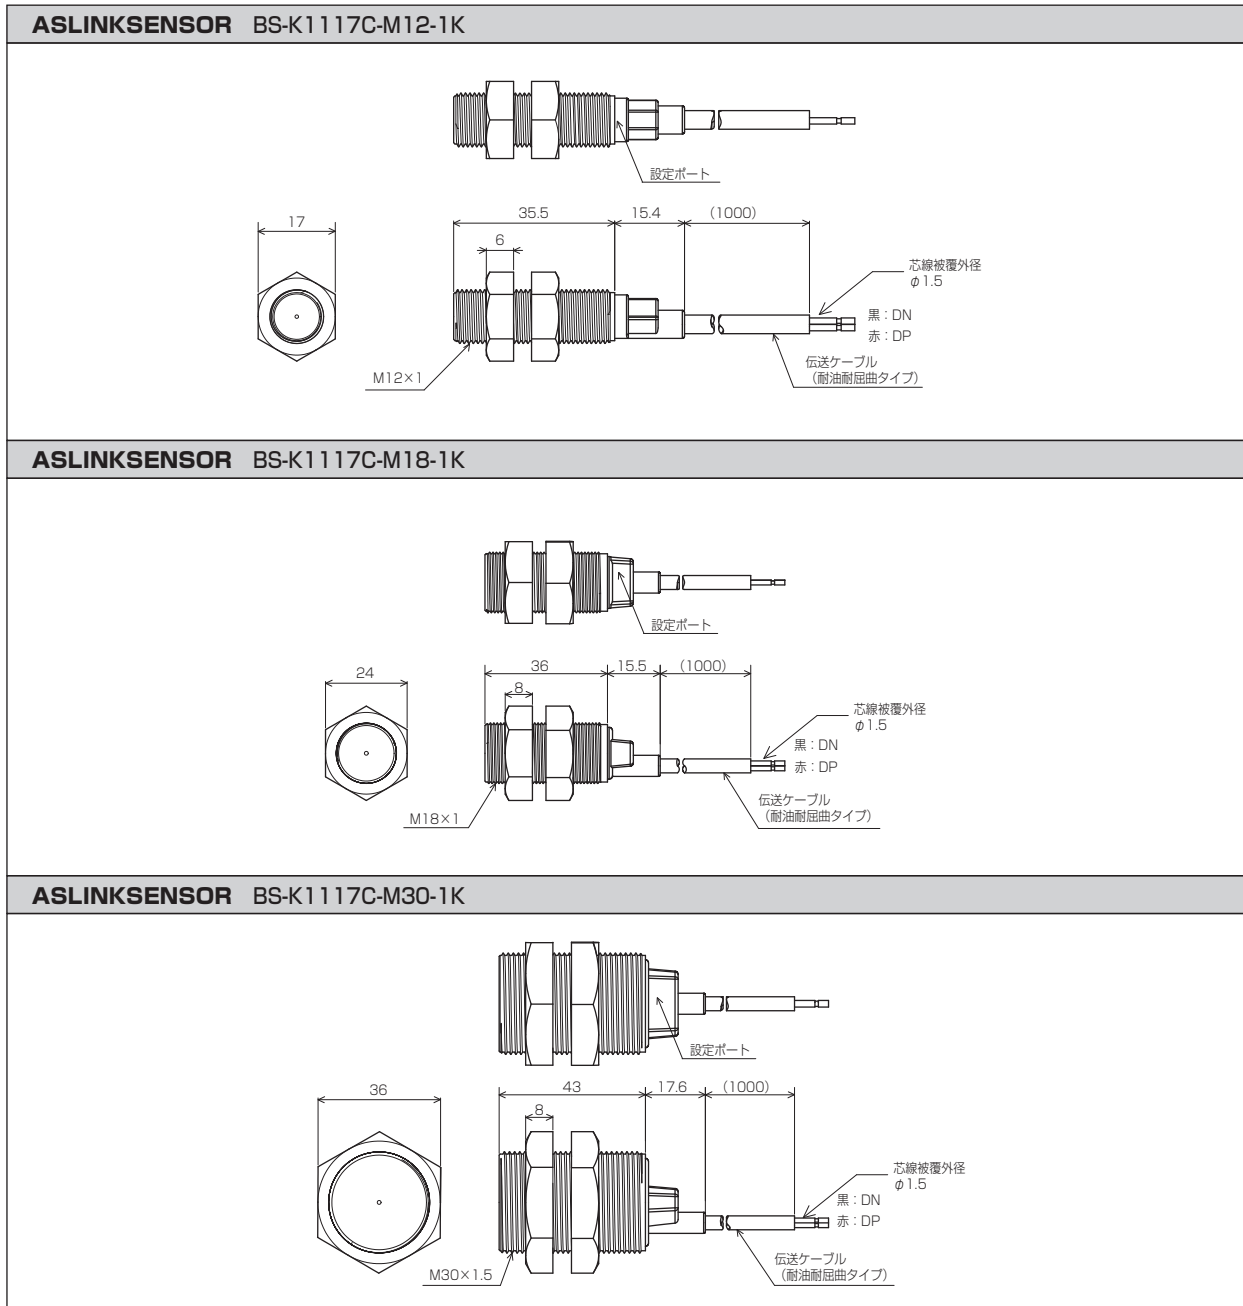 ASLINKSENSOR BS-K1117C-M12-1K
設定ポート
17
35.5
15.4
(1000)
6
芯線被覆外径
φ1.5
黒：DN
赤：DP
伝送ケーブル
（耐油耐屈曲タイプ）
M12×1
ASLINKSENSOR BS-K1117C-M18-1K
設定ポート
24
36
15.5
(1000)
8
芯線被覆外径
φ1.5
黒：DN
赤：DP
伝送ケーブル
（耐油耐屈曲タイプ）
M18×1
ASLINKSENSOR BS-K1117C-M30-1K
設定ポート
36
43
17.6
(1000)
8
芯線被覆外径
φ1.5
黒：DN
赤：DP
伝送ケーブル
（耐油耐屈曲タイプ）
M30×1.5